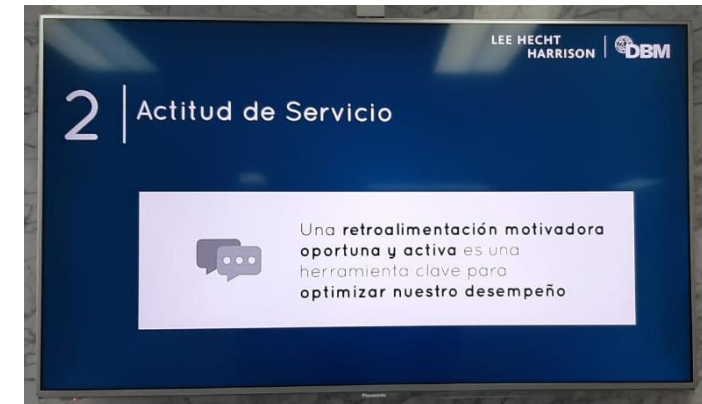 LEE HECHT
HARRISON
DBM
2
Actitud de Servicio
Una retroalimentación motivadora
oportuna y activa es una
herramienta clave para
optimizar nuestro desempeño
Panasonic